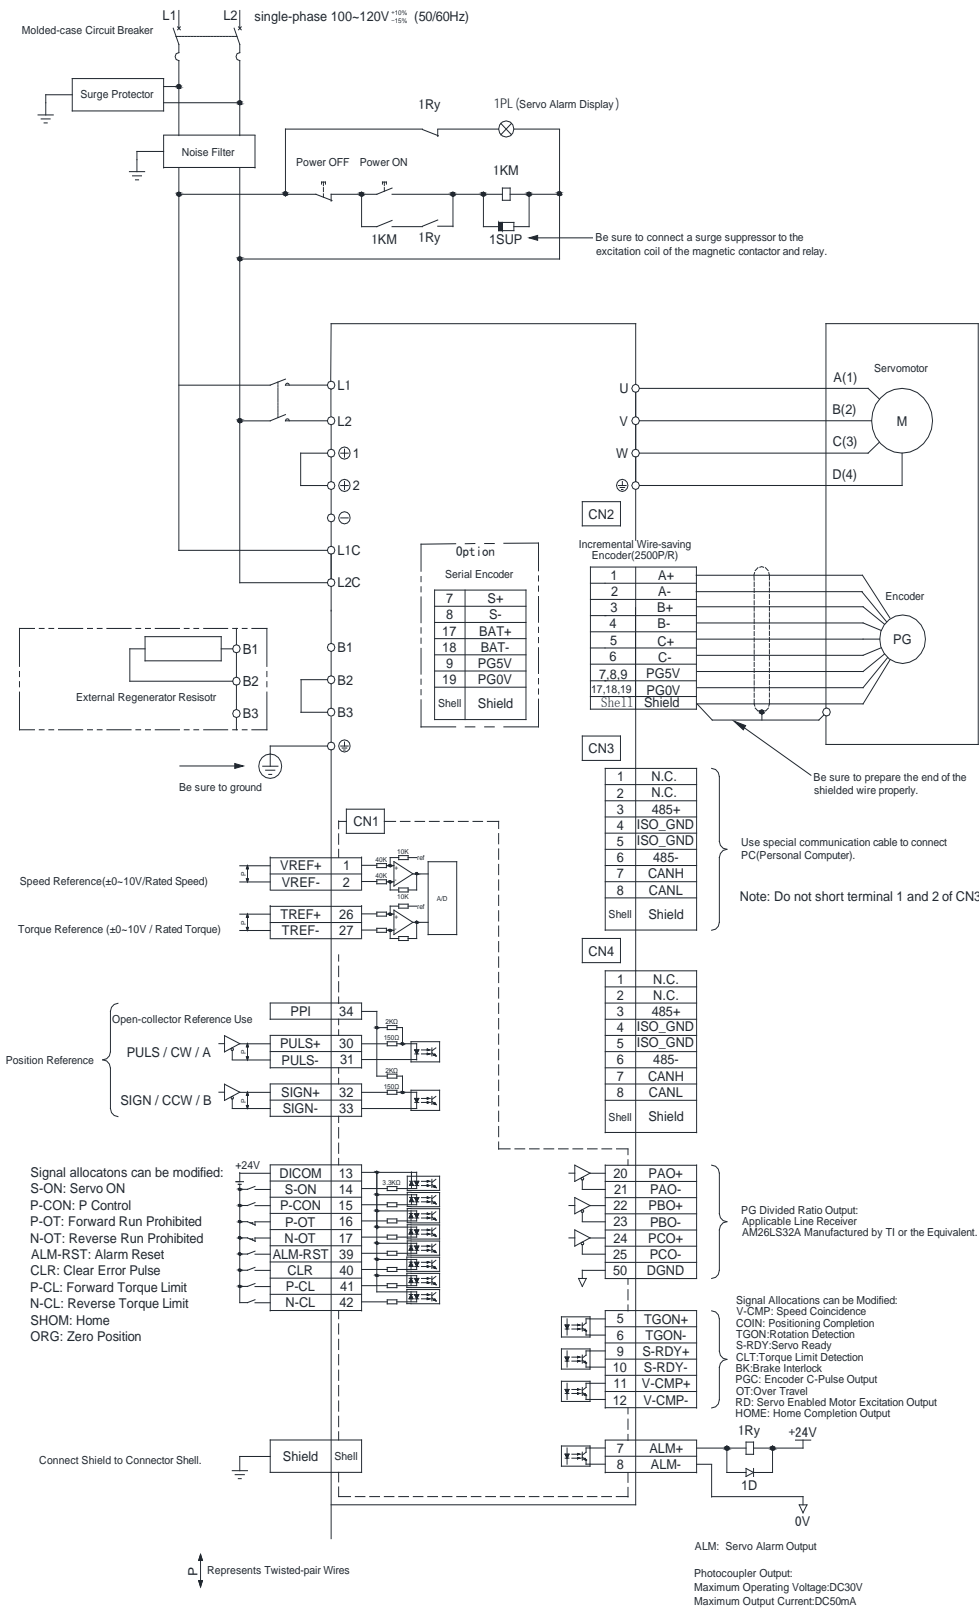 L1 L2 single-phase 100~120V +10% -15% (50/60Hz)
Molded-case Circuit Breaker
Surge Protector
1Ry 1PL (Servo Alarm Display)
Noise Filter
Power OFF Power ON
1KM
1KM 1Ry 1SUP
Be sure to connect a surge suppressor to the
excitation coil of the magnetic contactor and relay.
L1
L2
1
2
L1C
L2C
B1
B2
B3
External Regenerator Resisotr
B1
B2
B3
Be sure to ground
U
V
W
A(1)
B(2)
C(3)
D(4)
Servomotor
M
CN2
Incremental Wire-saving
Encoder(2500P/R)
1 A+
2 A-
3 B+
4 B-
5 C+
6 C-
7,8,9 PG5V
17,18,19 PG0V
Shell Shield
Encoder
PG
Option
Serial Encoder
7 S+
8 S-
17 BAT+
18 BAT-
9 PG5V
19 PG0V
Shell Shield
Be sure to prepare the end of the
shielded wire properly.
CN3
1 N.C.
2 N.C.
3 485+
4 ISO_GND
5 ISO_GND
6 485-
7 CANH
8 CANL
Shell Shield
Use special communication cable to connect
PC(Personal Computer).
Note: Do not short terminal 1 and 2 of CN3
CN4
1 N.C.
2 N.C.
3 485+
4 ISO_GND
5 ISO_GND
6 485-
7 CANH
8 CANL
Shell Shield
CN1
Speed Reference(±0~10V/Rated Speed)
P
VREF+ 1
VREF- 2
40K
40K
10K
ref
10K
A/D
Torque Reference (±0~10V / Rated Torque)
P
TREF+ 26
TREF- 27
ref
Position Reference
Open-collector Reference Use
PULS / CW / A
SIGN / CCW / B
P
P
PPI 34
PULS+ 30
PULS- 31
SIGN+ 32
SIGN- 33
2KΩ
150Ω
2KΩ
150Ω
Signal allocatons can be modified:
S-ON: Servo ON
P-CON: P Control
P-OT: Forward Run Prohibited
N-OT: Reverse Run Prohibited
ALM-RST: Alarm Reset
CLR: Clear Error Pulse
P-CL: Forward Torque Limit
N-CL: Reverse Torque Limit
SHOM: Home
ORG: Zero Position
+24V
DICOM 13
S-ON 14
P-CON 15
P-OT 16
N-OT 17
ALM-RST 39
CLR 40
P-CL 41
N-CL 42
3.3KΩ
20 PAO+
21 PAO-
22 PBO+
23 PBO-
24 PCO+
25 PCO-
50 DGND
PG Divided Ratio Output:
Applicable Line Receiver
AM26LS32A Manufactured by TI or the Equivalent.
5 TGON+
6 TGON-
9 S-RDY+
10 S-RDY-
11 V-CMP+
12 V-CMP-
Signal Allocations can be Modified:
V-CMP: Speed Coincidence
COIN: Positioning Completion
TGON:Rotation Detection
S-RDY:Servo Ready
CLT:Torque Limit Detection
BK:Brake Interlock
PGC: Encoder C-Pulse Output
OT:Over Travel
RD: Servo Enabled Motor Excitation Output
HOME: Home Completion Output
Connect Shield to Connector Shell.
Shield Shell
7 ALM+
8 ALM-
1Ry +24V
1D
0V
ALM: Servo Alarm Output
P Represents Twisted-pair Wires
Photocoupler Output:
Maximum Operating Voltage:DC30V
Maximum Output Current:DC50mA